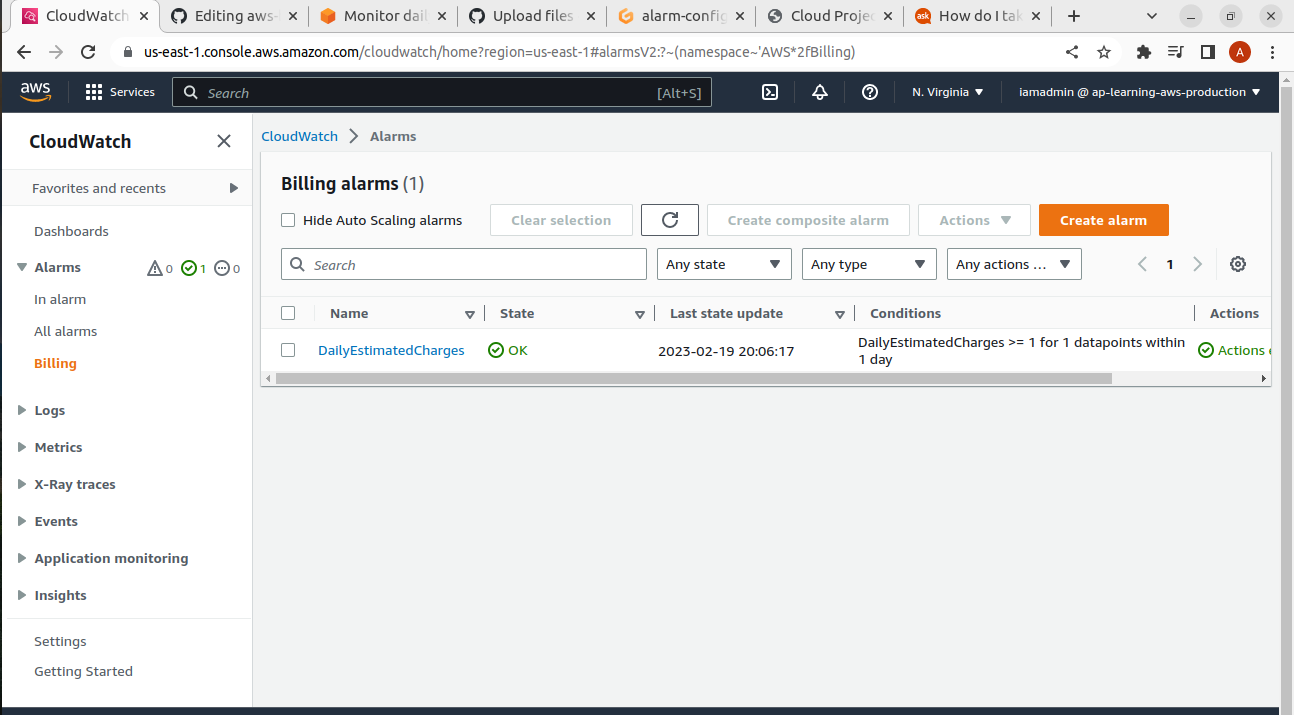 CloudWatch
Editing aws-
Monitor dail
Upload files
alarm-config
Cloud Projec
ask
How do I tak
us-east-1.console.aws.amazon.com/cloudwatch/home?region=us-east-1#alarmsV2:?~(namespace~'AWS*2fBilling)
A
aws
Services
Search
[Alt+S]
N. Virginia
iamadmin @ ap-learning-aws-production
CloudWatch
Favorites and recents
Dashboards
Alarms
0
1
0
In alarm
All alarms
Billing
Logs
Metrics
X-Ray traces
Events
Application monitoring
Insights
Settings
Getting Started
CloudWatch
Alarms
Billing alarms (1)
Hide Auto Scaling alarms
Clear selection
Create composite alarm
Actions
Create alarm
Search
Any state
Any type
Any actions ...
1
Name
State
Last state update
Conditions
Actions
DailyEstimatedCharges
OK
2023-02-19 20:06:17
DailyEstimatedCharges >= 1 for 1 datapoints within
1 day
Actions